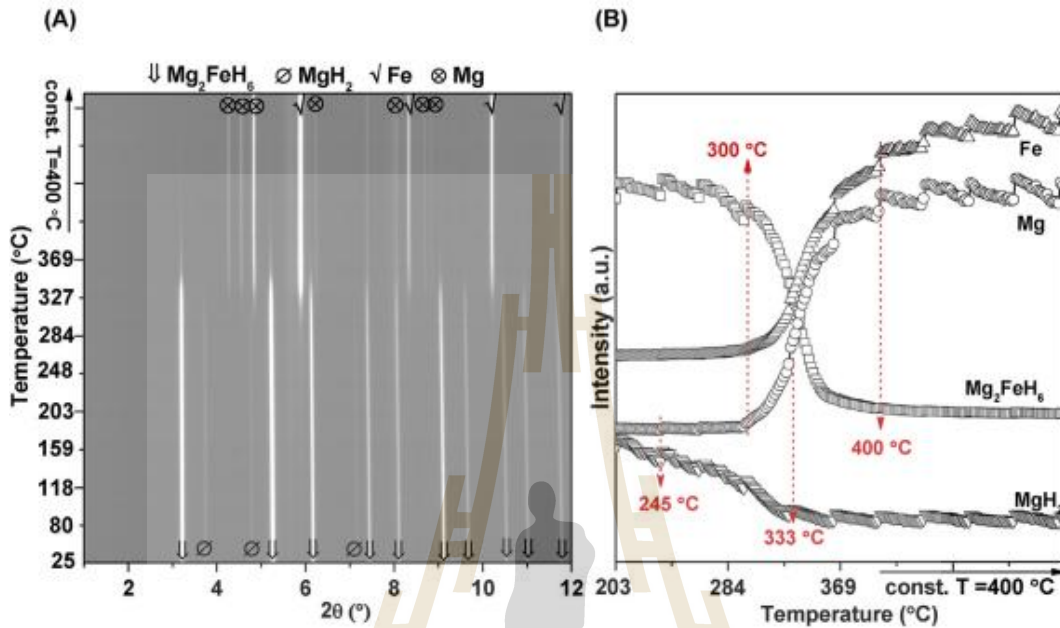 (A)
⇓ Mg₂FeH₆ ∅ MgH₂ √ Fe ⊗ Mg
const. T=400 °C
369
327
284
248
203
159
118
80
25
Temperature (°C)
2 4 6 8 10 12
2θ (°)
(B)
300 °C
Fe
Mg
Mg₂FeH₆
400 °C
245 °C
MgH
333 °C
Intensity (a.u.)
203 284 369 const. T =400 °C
Temperature (°C)